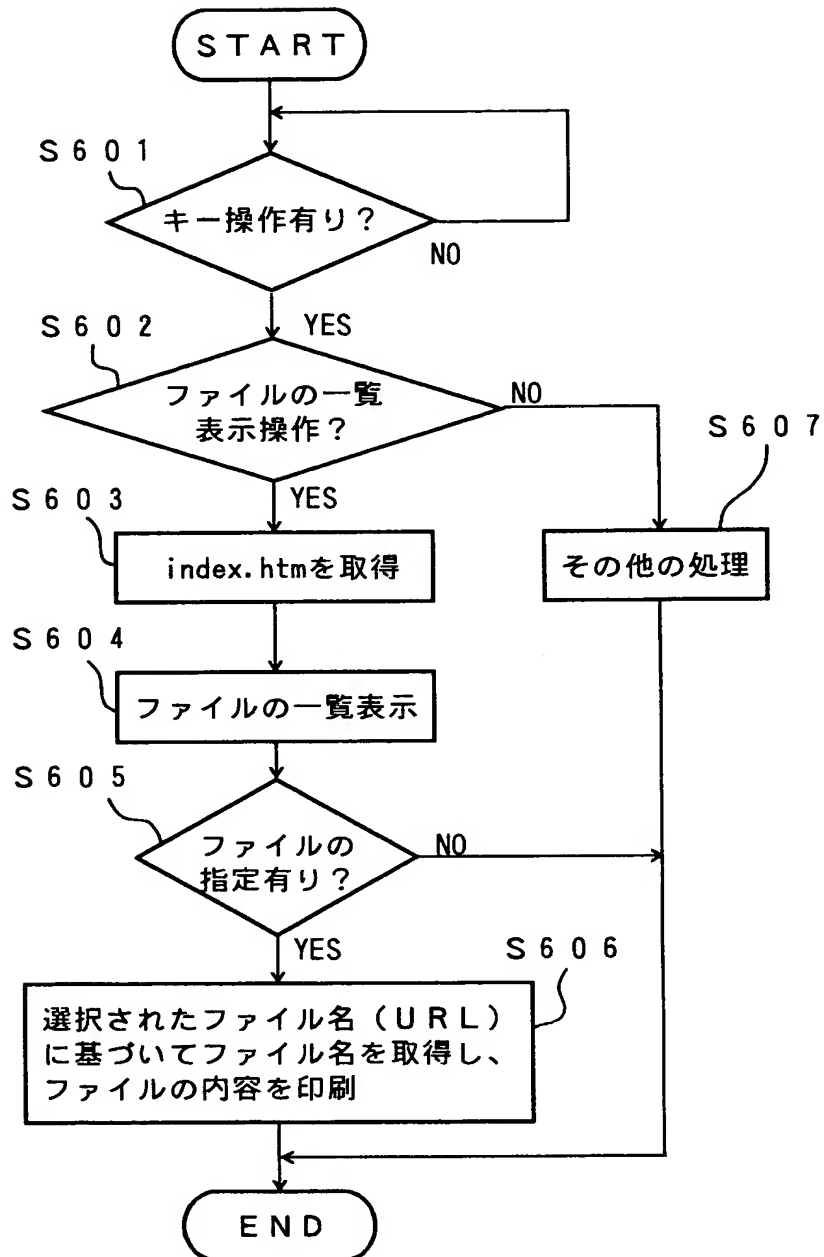 START
S601
キー操作有り?
NO
S602
YES
ファイルの一覧
表示操作?
NO
S607
S603
YES
index.htmを取得
その他の処理
S604
ファイルの一覧表示
S605
ファイルの
指定有り?
NO
YES
S606
選択されたファイル名(URL)
に基づいてファイル名を取得し、
ファイルの内容を印刷
END